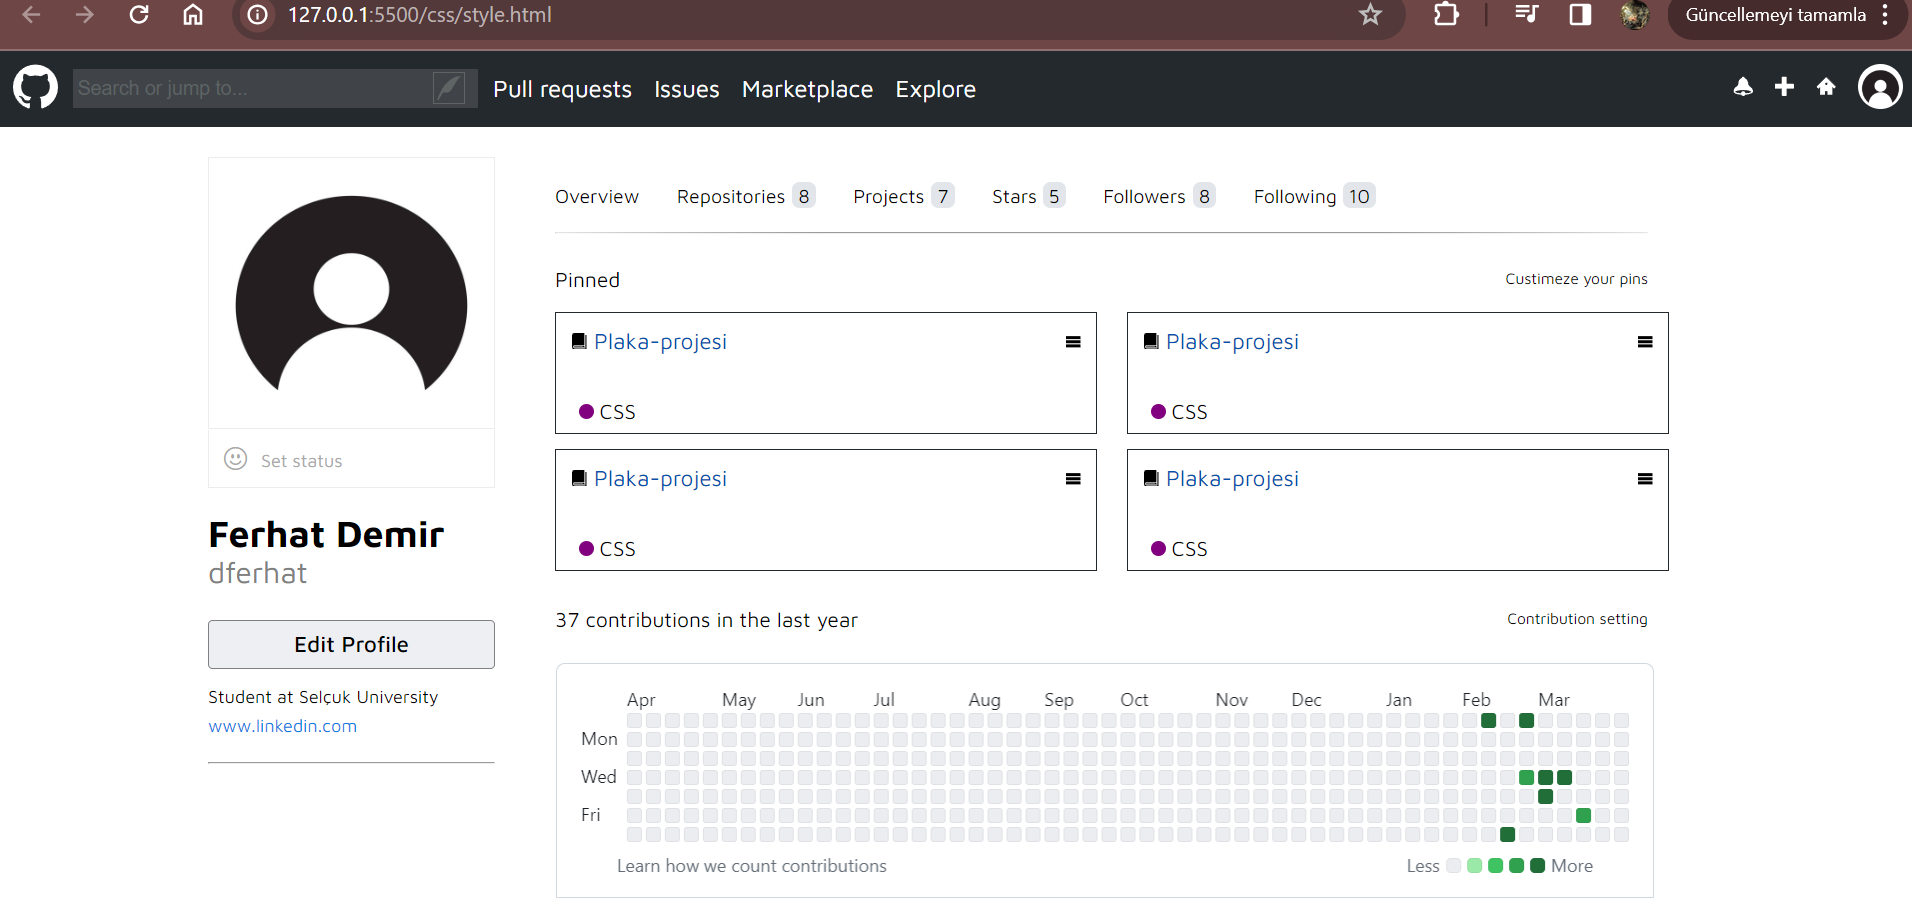 127.0.0.1:5500/css/style.html
Güncellemeyi tamamla
Search or jump to... Pull requests Issues Marketplace Explore
Overview Repositories 8 Projects 7 Stars 5 Followers 8 Following 10
Pinned Custimeze your pins
Plaka-projesi Plaka-projesi
CSS CSS
Plaka-projesi Plaka-projesi
CSS CSS
Set status
Ferhat Demir
dferhat
Edit Profile
Student at Selçuk University
www.linkedin.com
37 contributions in the last year Contribution setting
Apr May Jun Jul Aug Sep Oct Nov Dec Jan Feb Mar
Mon
Wed
Fri
Learn how we count contributions Less More